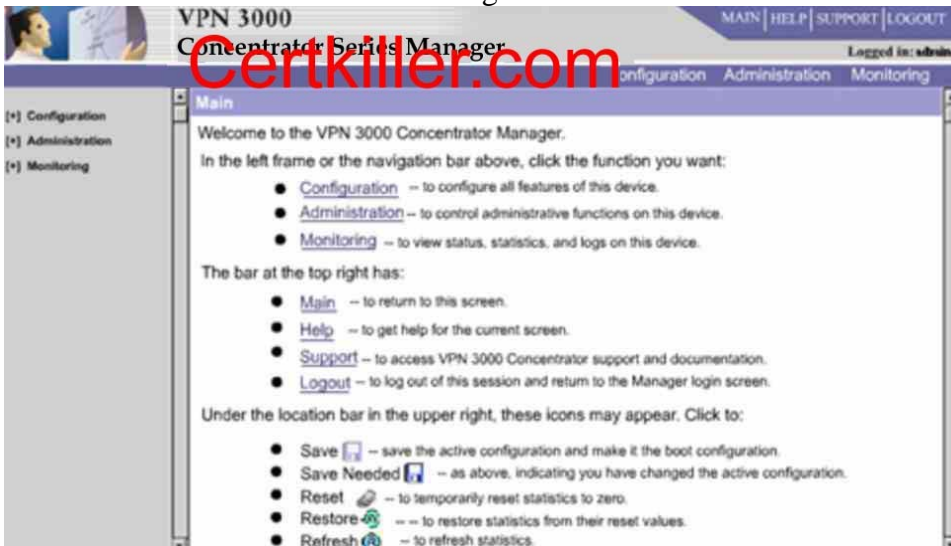 VPN 3000
Concentrator Series Manager
MAIN | HELP | SUPPORT | LOGOUT
Logged in: admin
Certkiller.com
onfiguration Administration Monitoring
[+] Configuration
[+] Administration
[+] Monitoring
Main
Welcome to the VPN 3000 Concentrator Manager.
In the left frame or the navigation bar above, click the function you want:
● Configuration -- to configure all features of this device.
● Administration -- to control administrative functions on this device.
● Monitoring -- to view status, statistics, and logs on this device.
The bar at the top right has:
● Main -- to return to this screen.
● Help -- to get help for the current screen.
● Support -- to access VPN 3000 Concentrator support and documentation.
● Logout -- to log out of this session and return to the Manager login screen.
Under the location bar in the upper right, these icons may appear. Click to:
● Save -- save the active configuration and make it the boot configuration.
● Save Needed -- as above, indicating you have changed the active configuration.
● Reset -- to temporarily reset statistics to zero.
● Restore -- -- to restore statistics from their reset values.
● Refresh -- to refresh statistics.